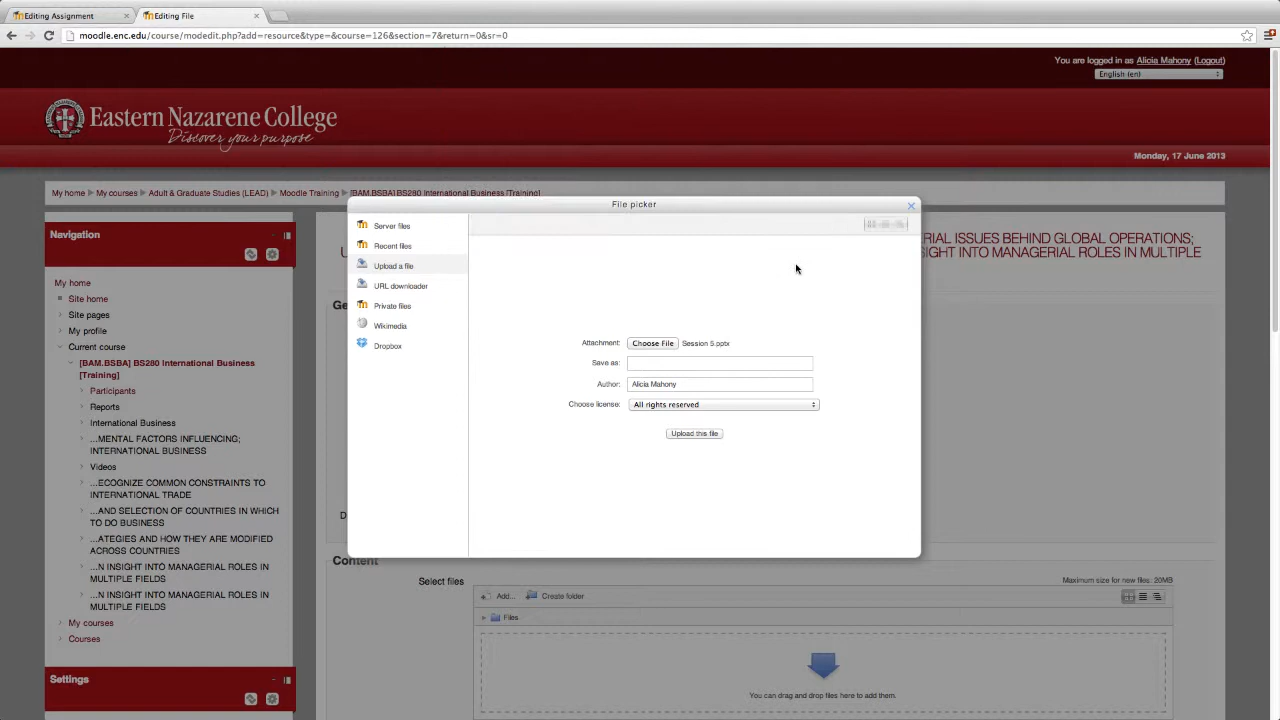 Editing Assignment
Editing File
moodle.enc.edu/course/modedit.php?add=resource&type=&course=126&section=7&return=0&sr=0
You are logged in as Alicia Mahony (Logout)
English (en)
Eastern Nazarene College
Discover your purpose
Monday, 17 June 2013
My home ▶ My courses ▶ Adult & Graduate Studies (LEAD) ▶ Moodle Training ▶ [BAM.BSBA] BS280 International Business [Training]
File picker
Server files
Recent files
Upload a file
URL downloader
Private files
Wikimedia
Dropbox
Attachment: Choose File Session 5.pptx
Save as:
Author: Alicia Mahony
Choose license: All rights reserved
Upload this file
Navigation
My home
Site home
Site pages
My profile
Current course
[BAM.BSBA] BS280 International Business
[Training]
Participants
Reports
International Business
...MENTAL FACTORS INFLUENCING;
INTERNATIONAL BUSINESS
Videos
...ECOGNIZE COMMON CONSTRAINTS TO
INTERNATIONAL TRADE
...AND SELECTION OF COUNTRIES IN WHICH
TO DO BUSINESS
...ATEGIES AND HOW THEY ARE MODIFIED
ACROSS COUNTRIES
...N INSIGHT INTO MANAGERIAL ROLES IN
MULTIPLE FIELDS
...N INSIGHT INTO MANAGERIAL ROLES IN
MULTIPLE FIELDS
My courses
Courses
Settings
U
ERIAL ISSUES BEHIND GLOBAL OPERATIONS;
SIGHT INTO MANAGERIAL ROLES IN MULTIPLE
Ge
D
Content
Select files
Maximum size for new files: 20MB
Add... Create folder
Files
You can drag and drop files here to add them.